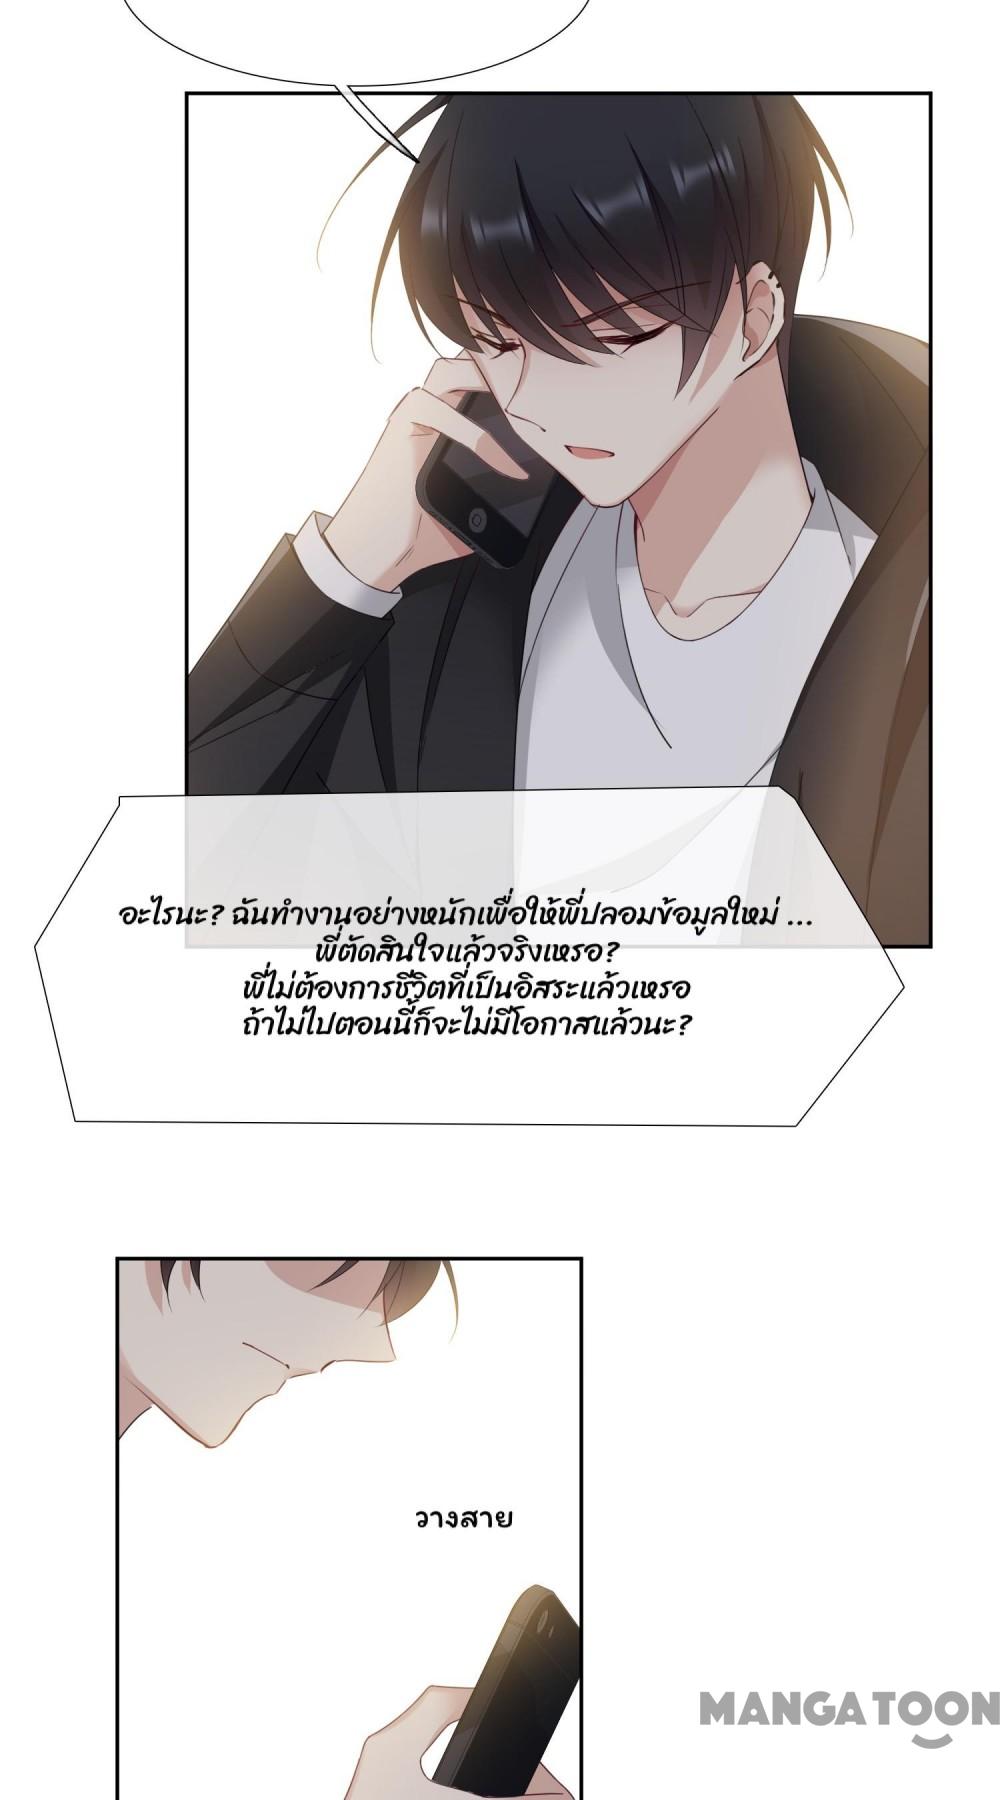 อะไรนะ? ฉันทำงานอย่างหนักเพื่อให้พี่ปลอมข้อมูลใหม่ ...
พี่ตัดสินใจแล้วจริงเหรอ?
พี่ไม่ต้องการชีวิตที่เป็นอิสระแล้วเหรอ
ถ้าไม่ไปตอนนี้ก็จะไม่มีโอกาสแล้วนะ?
วางสาย
MANGATOON